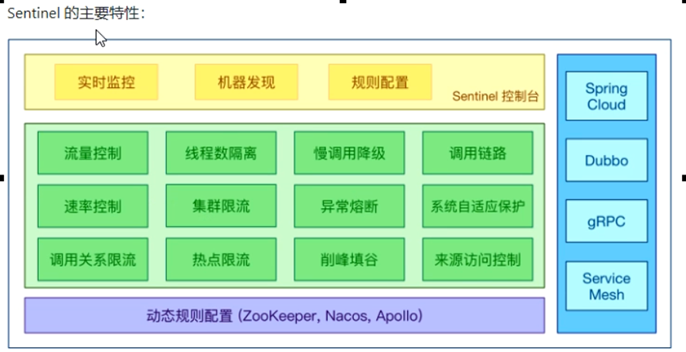 Sentinel 的主要特性：
实时监控
机器发现
规则配置
Sentinel 控制台
流量控制
线程数隔离
慢调用降级
调用链路
速率控制
集群限流
异常熔断
系统自适应保护
调用关系限流
热点限流
削峰填谷
来源访问控制
动态规则配置 (ZooKeeper, Nacos, Apollo)
Spring
Cloud
Dubbo
gRPC
Service
Mesh